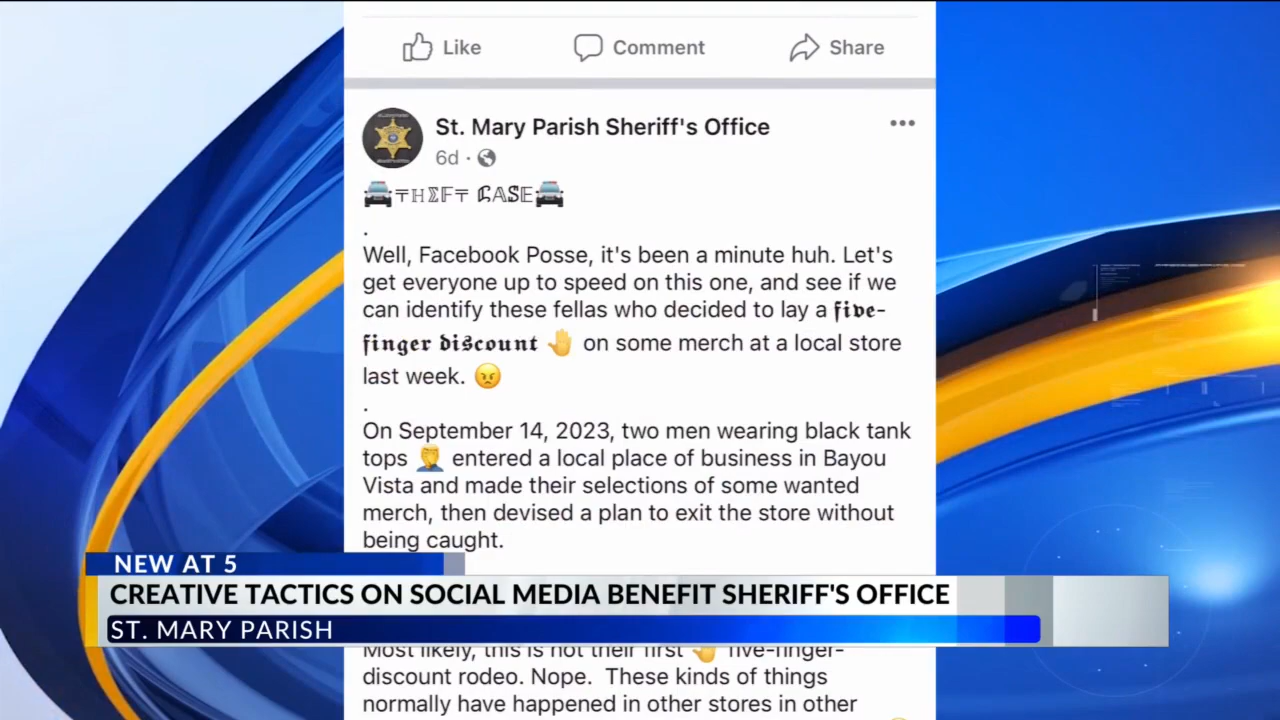 Like Comment Share
St. Mary Parish Sheriff's Office
6d ·
🚔〒ℍΣ𝔽〒 ᏝᎪՏ𝔼🚔
.
Well, Facebook Posse, it's been a minute huh. Let's
get everyone up to speed on this one, and see if we
can identify these fellas who decided to lay a 𝖋𝖎𝖛𝖊-
𝖋𝖎𝖓𝖌𝖊𝖗 𝖉𝖎𝖘𝖈𝖔𝖚𝖓𝖙 🤚 on some merch at a local store
last week. 😠
.
On September 14, 2023, two men wearing black tank
tops 🤦‍♂️ entered a local place of business in Bayou
Vista and made their selections of some wanted
merch, then devised a plan to exit the store without
being caught.
NEW AT 5
CREATIVE TACTICS ON SOCIAL MEDIA BENEFIT SHERIFF'S OFFICE
ST. MARY PARISH
Most likely, this is not their first 🤚 five-finger-
discount rodeo. Nope. These kinds of things
normally have happened in other stores in other